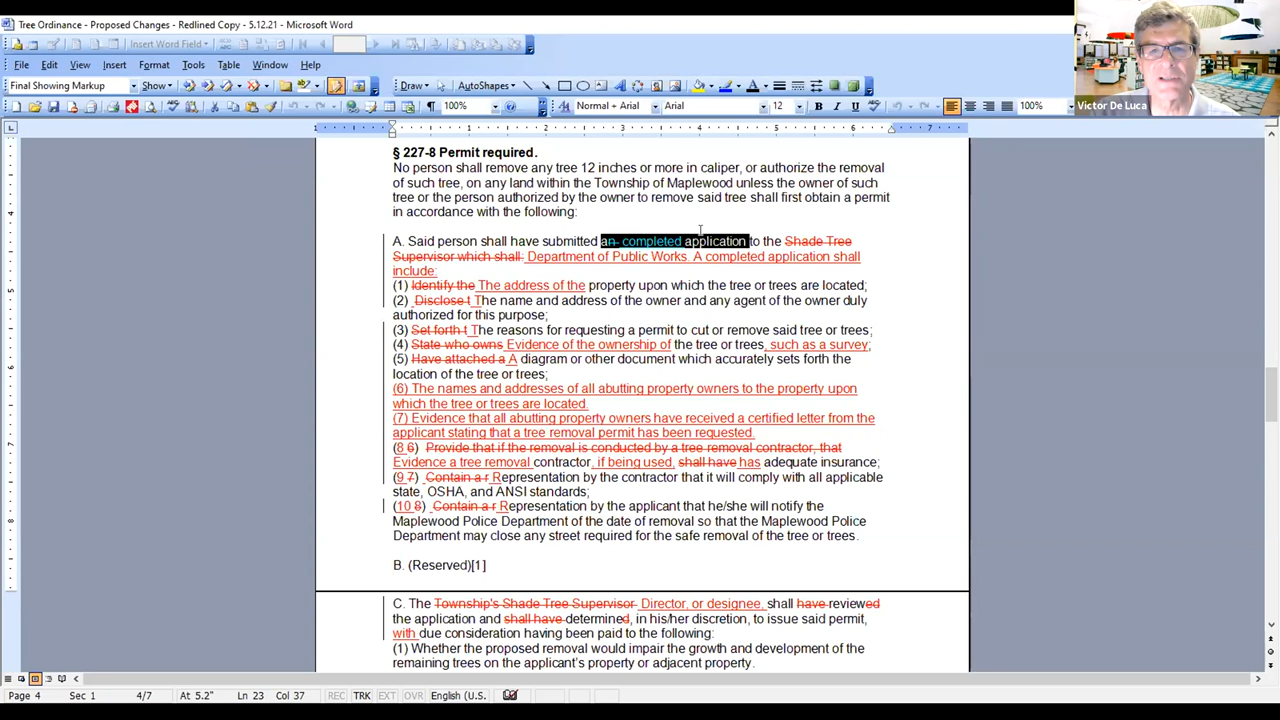 Tree Ordinance - Proposed Changes - Redlined Copy - 5.12.21 - Microsoft Word
Insert Word Field
File Edit View Insert Format Tools Table Window Help
Final Showing Markup Show Draw AutoShapes
100% Normal + Arial Arial 12 B I U 100%
Victor De Luca
1 1 2 3 4 5 6 7
§ 227-8 Permit required.
No person shall remove any tree 12 inches or more in caliper, or authorize the removal
of such tree, on any land within the Township of Maplewood unless the owner of such
tree or the person authorized by the owner to remove said tree shall first obtain a permit
in accordance with the following:
A. Said person shall have submitted an completed application to the Shade Tree
Supervisor which shall Department of Public Works. A completed application shall
include:
(1) Identify the The address of the property upon which the tree or trees are located;
(2) Disclose t The name and address of the owner and any agent of the owner duly
authorized for this purpose;
(3) Set forth t The reasons for requesting a permit to cut or remove said tree or trees;
(4) State who owns Evidence of the ownership of the tree or trees, such as a survey;
(5) Have attached a A diagram or other document which accurately sets forth the
location of the tree or trees;
(6) The names and addresses of all abutting property owners to the property upon
which the tree or trees are located.
(7) Evidence that all abutting property owners have received a certified letter from the
applicant stating that a tree removal permit has been requested.
(8 6) Provide that if the removal is conducted by a tree removal contractor, that
Evidence a tree removal contractor, if being used, shall have has adequate insurance;
(9 7) Contain a r Representation by the contractor that it will comply with all applicable
state, OSHA, and ANSI standards;
(10 8) Contain a r Representation by the applicant that he/she will notify the
Maplewood Police Department of the date of removal so that the Maplewood Police
Department may close any street required for the safe removal of the tree or trees.
B. (Reserved)[1]
C. The Township's Shade Tree Supervisor Director, or designee, shall have reviewed
the application and shall have determined, in his/her discretion, to issue said permit,
with due consideration having been paid to the following:
(1) Whether the proposed removal would impair the growth and development of the
remaining trees on the applicant's property or adjacent property.
Page 4 Sec 1 4/7 At 5.2" Ln 23 Col 37 REC TRK EXT OVR English (U.S.